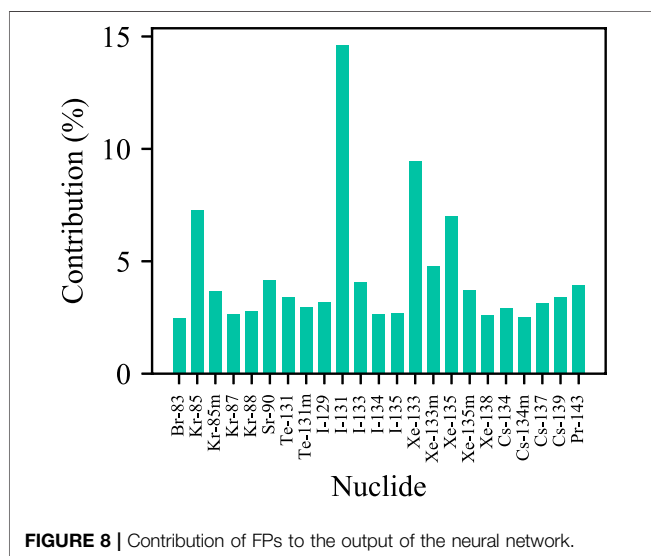 15
10
5
0
Contribution (%)
Br-83
Kr-85
Kr-85m
Kr-87
Kr-88
Sr-90
Te-131
Te-131m
I-129
I-131
I-133
I-134
I-135
Xe-133
Xe-133m
Xe-135
Xe-135m
Xe-138
Cs-134
Cs-134m
Cs-137
Cs-139
Pr-143
Nuclide
FIGURE 8 | Contribution of FPs to the output of the neural network.